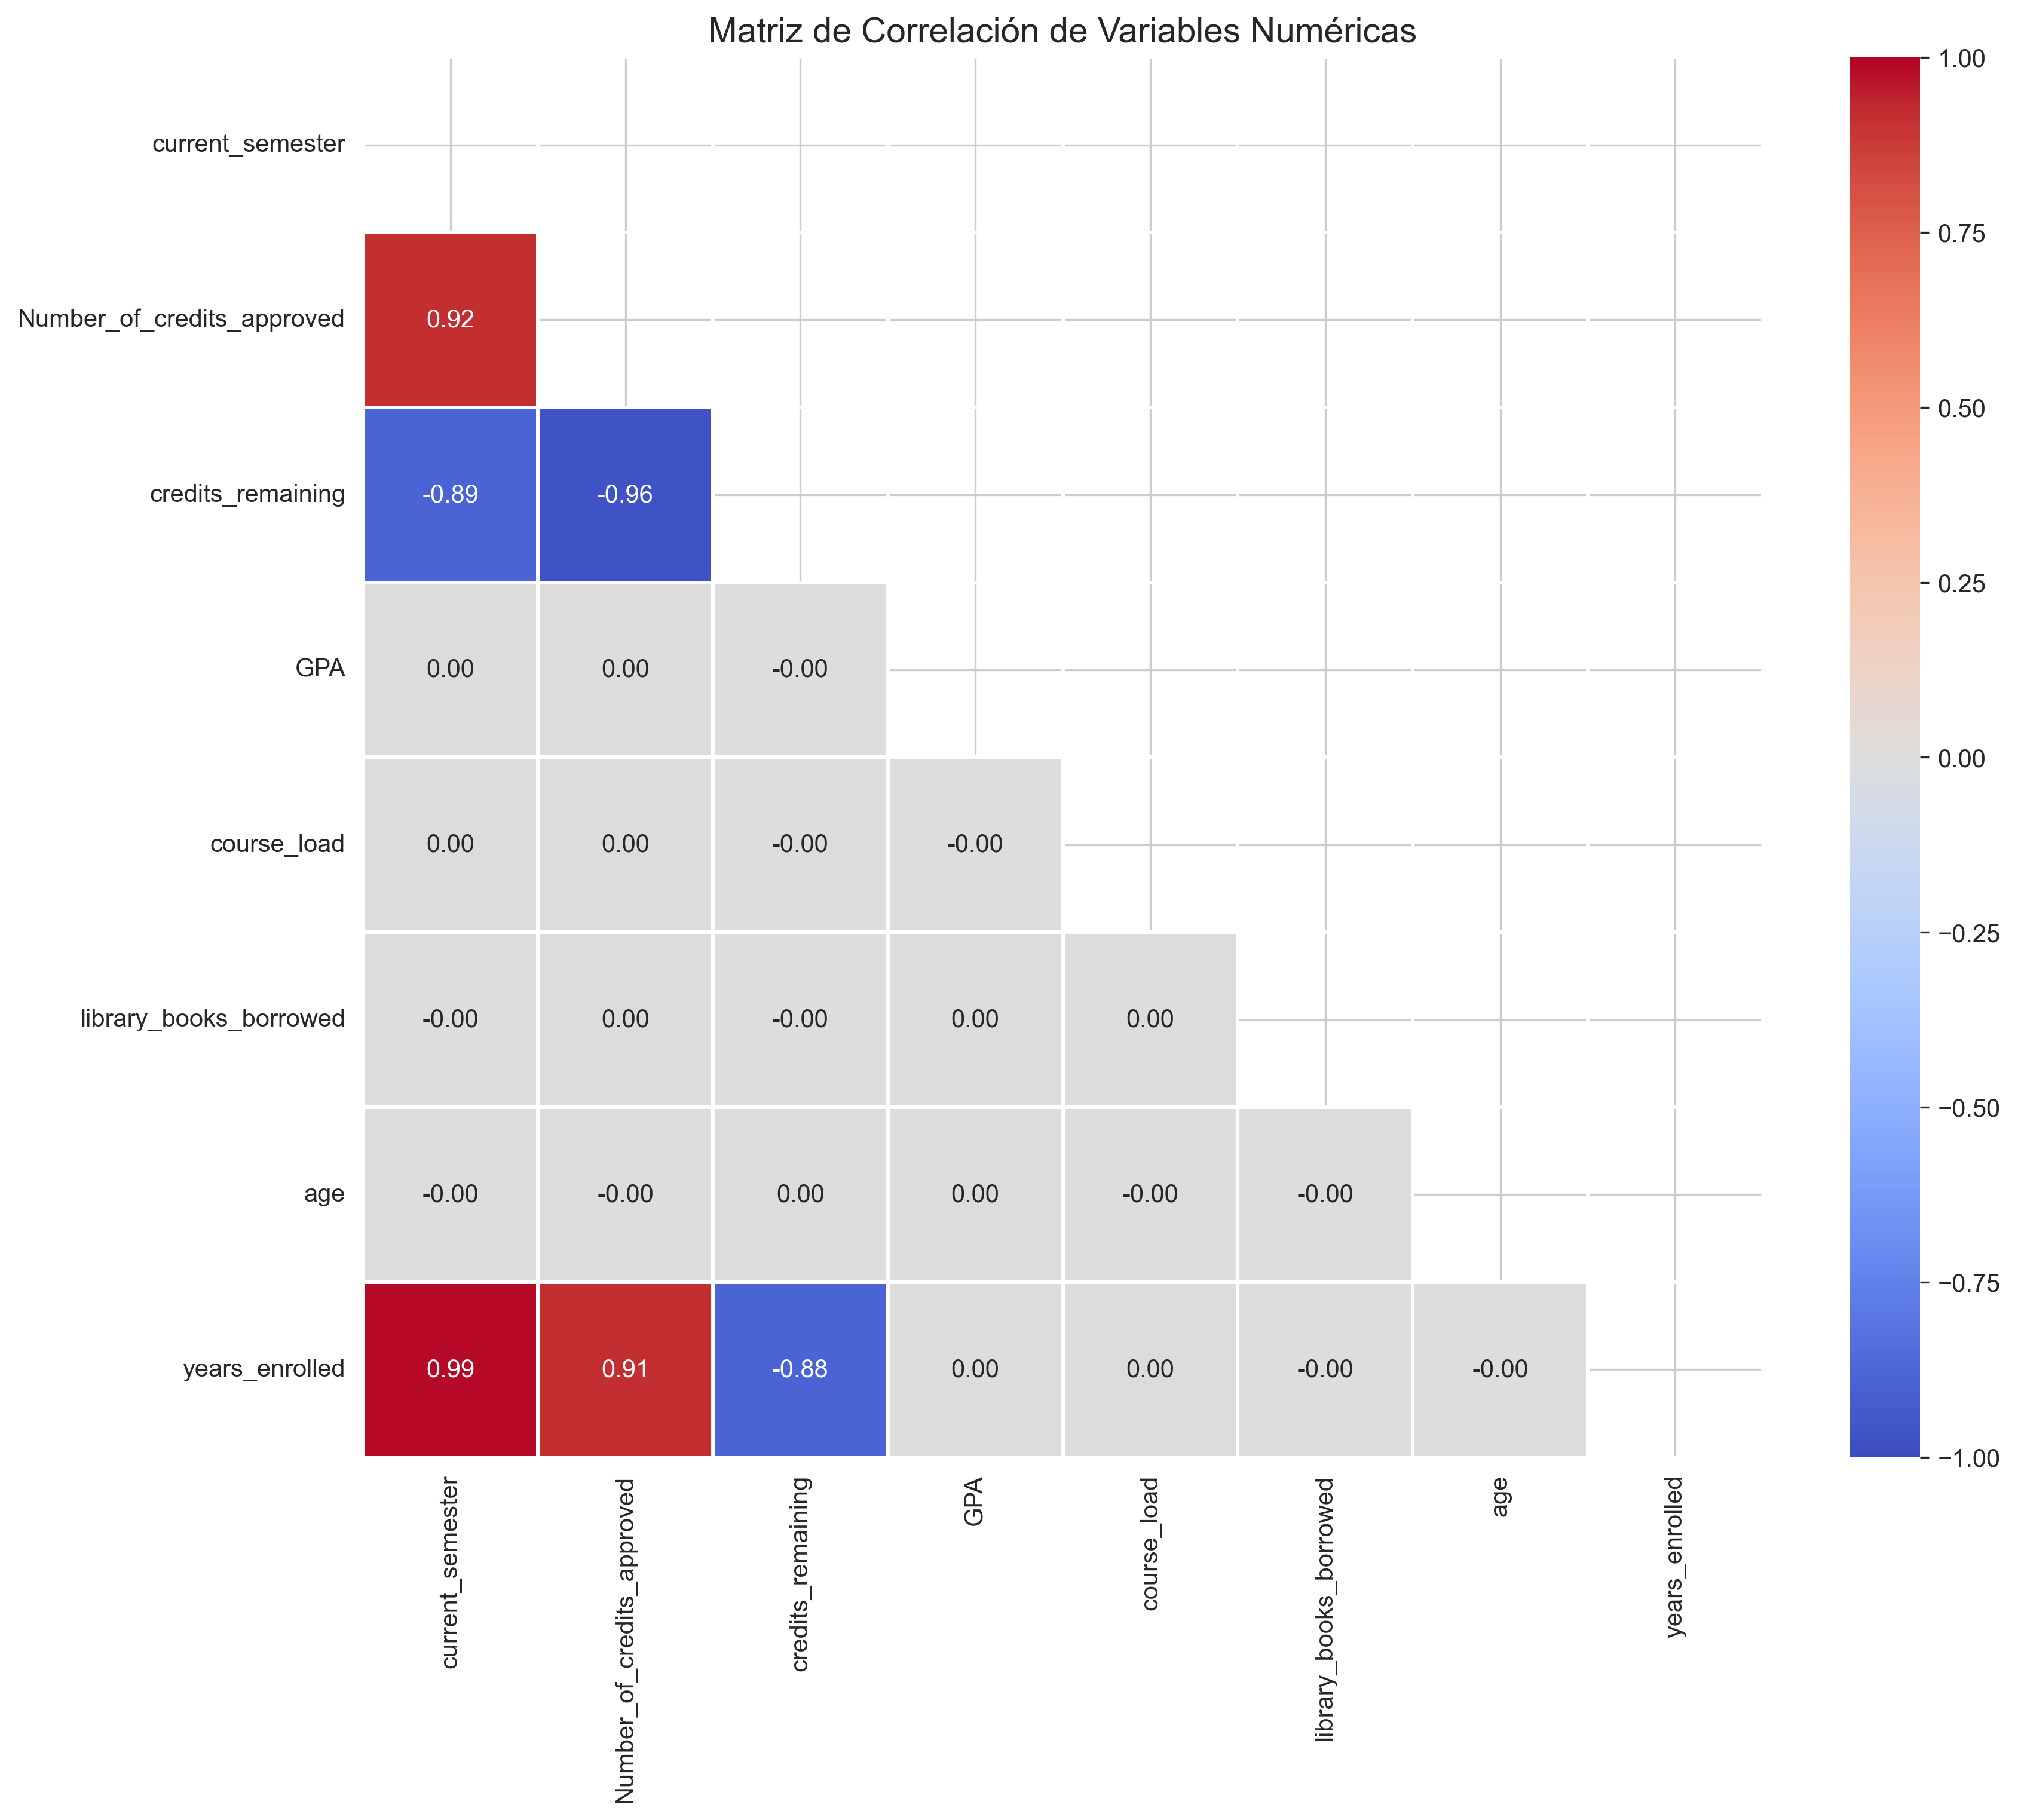 Matriz de Correlación de Variables Numéricas
current_semester
Number_of_credits_approved 0.92
credits_remaining -0.89 -0.96
GPA 0.00 0.00 -0.00
course_load 0.00 0.00 -0.00 -0.00
library_books_borrowed -0.00 0.00 -0.00 0.00 0.00
age -0.00 -0.00 0.00 0.00 -0.00 -0.00
years_enrolled 0.99 0.91 -0.88 0.00 0.00 -0.00 -0.00
current_semester
Number_of_credits_approved
credits_remaining
GPA
course_load
library_books_borrowed
age
years_enrolled
1.00
0.75
0.50
0.25
0.00
−0.25
−0.50
−0.75
−1.00